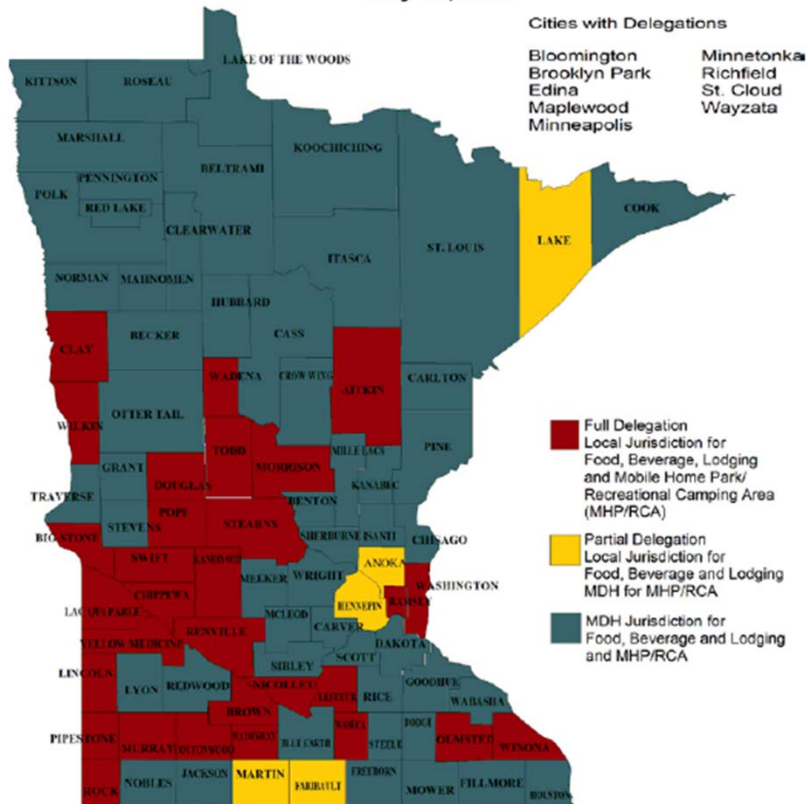 Cities with Delegations
Bloomington Minnetonka
Brooklyn Park Richfield
Edina St. Cloud
Maplewood Wayzata
Minneapolis
LAKE OF THE WOODS
KITTSON ROSEAU
MARSHALL
KOOCHICHING
BELTRAMI
PENNINGTON
POLK
RED LAKE
COOK
CLEARWATER
ST. LOUIS
LAKE
ITASCA
NORMAN MAHNOMEN
HUBBARD
CASS
BECKER
CLAY
WADENA
CROW WING
AITKIN
CARLTON
OTTER TAIL
WILKIN
TODD
MILLE LACS
PINE
GRANT
MORRISON
DOUGLAS
KANABEC
TRAVERSE
BENTON
POPE
STEVENS
STEARNS
BIG STONE
SHERBURNE ISANTI
CHISAGO
SWIFT
KANDIYOHI
ANOKA
WRIGHT
MEEKER
WASHINGTON
CHIPPEWA
HENNEPIN
RAMSEY
LAC QUI PARLE
MCLEOD
CARVER
RENVILLE
YELLOW MEDICINE
DAKOTA
SCOTT
SIBLEY
LINCOLN
LYON
REDWOOD
NICOLLET
RICE
GOODHUE
WABASHA
BROWN
PIPESTONE
MURRAY
BLUE EARTH
STEELE
DODGE
OLMSTED
WINONA
ROCK
NOBLES
JACKSON
MARTIN
FARIBAULT
FREEBORN
MOWER
FILLMORE
HOUSTON
Full Delegation
Local Jurisdiction for
Food, Beverage, Lodging
and Mobile Home Park/
Recreational Camping Area
(MHP/RCA)
Partial Delegation
Local Jurisdiction for
Food, Beverage and Lodging
MDH for MHP/RCA
MDH Jurisdiction for
Food, Beverage and Lodging
and MHP/RCA